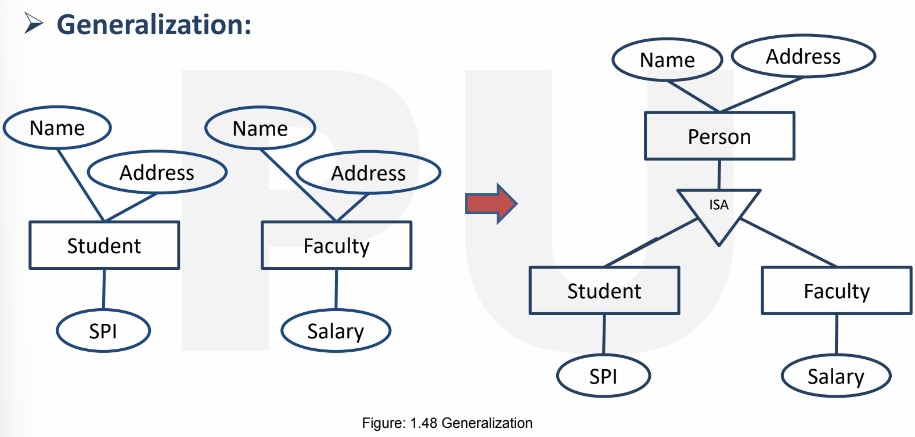 ➢ Generalization:
Name
Address
Student
SPI
Name
Address
Faculty
Salary
Name
Address
Person
ISA
Student
SPI
Faculty
Salary
PU
Figure: 1.48 Generalization